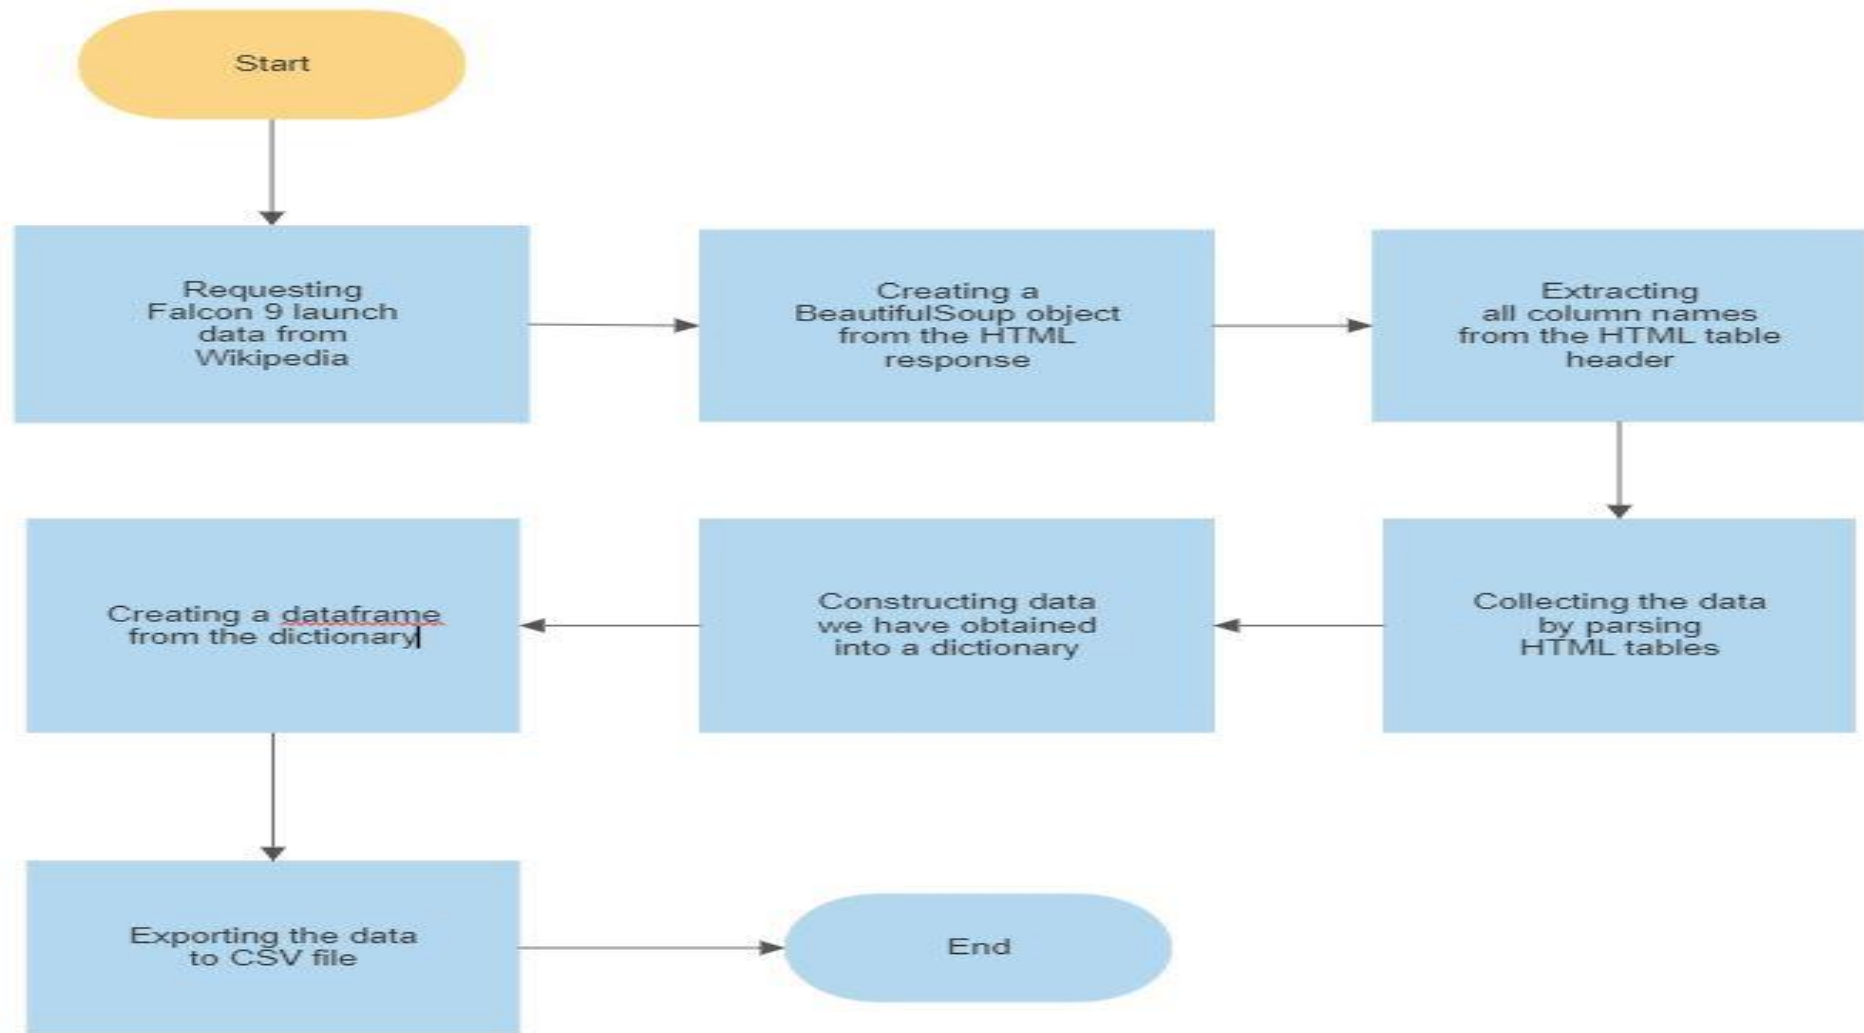 Start
Requesting
Falcon 9 launch
data from
Wikipedia
Creating a
BeautifulSoup object
from the HTML
response
Extracting
all column names
from the HTML table
header
Collecting the data
by parsing
HTML tables
Constructing data
we have obtained
into a dictionary
Creating a dataframe
from the dictionary
Exporting the data
to CSV file
End